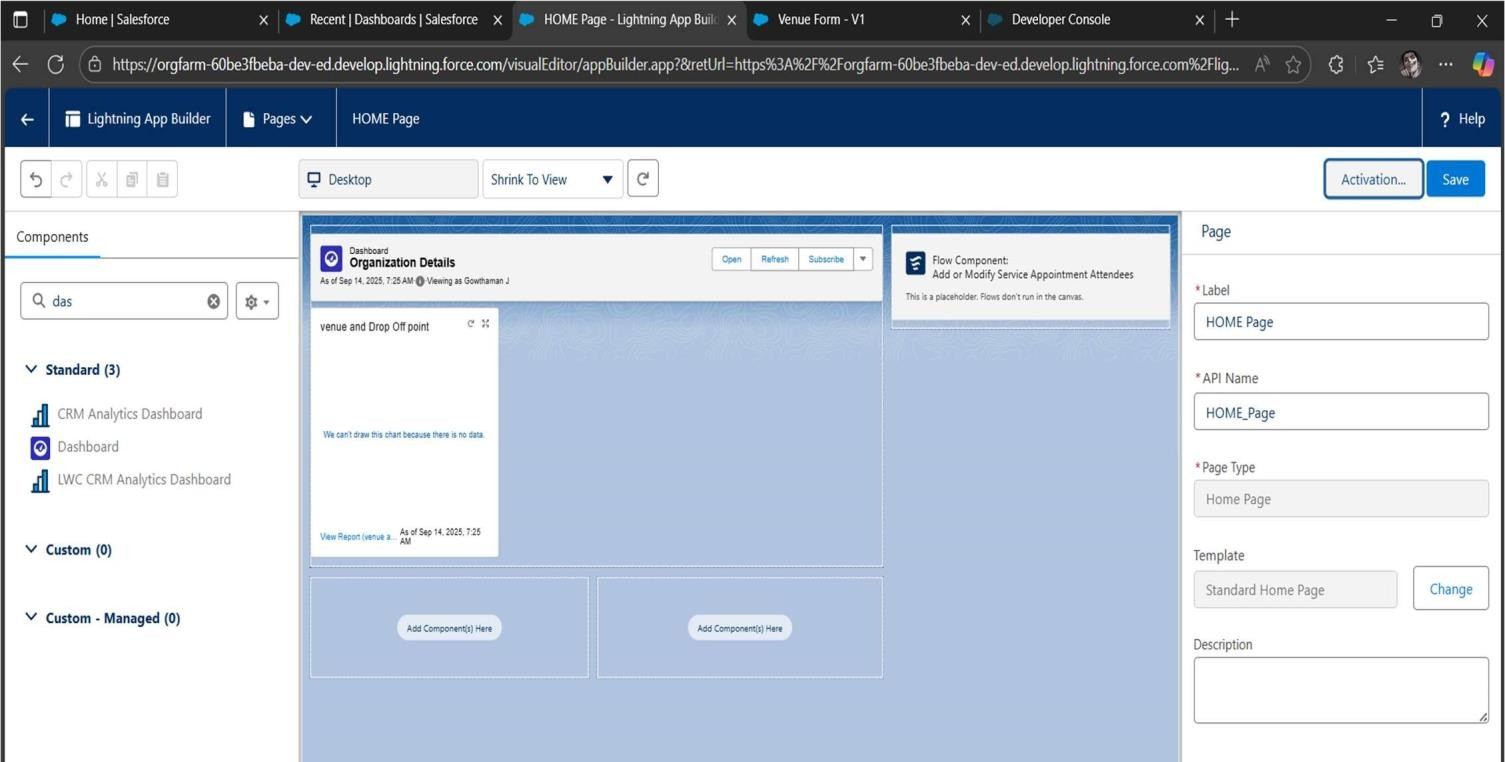 Home | Salesforce
Recent | Dashboards | Salesforce
HOME Page - Lightning App Buil
Venue Form - V1
Developer Console
https://orgfarm-60be3fbeba-dev-ed.develop.lightning.force.com/visualEditor/appBuilder.app?&retUrl=https%3A%2F%2Forgfarm-60be3fbeba-dev-ed.develop.lightning.force.com%2Flig...
Lightning App Builder
Pages
HOME Page
? Help
Desktop
Shrink To View
Activation...
Save
Components
das
Standard (3)
CRM Analytics Dashboard
Dashboard
LWC CRM Analytics Dashboard
Custom (0)
Custom - Managed (0)
Dashboard
Organization Details
As of Sep 14, 2025, 7:25 AM·Viewing as Gowthaman J
Open
Refresh
Subscribe
venue and Drop Off point
We can't draw this chart because there is no data.
View Report (venue a...
As of Sep 14, 2025, 7:25
AM
Add Component(s) Here
Add Component(s) Here
Flow Component:
Add or Modify Service Appointment Attendees
This is a placeholder. Flows don't run in the canvas.
Page
*Label
HOME Page
*API Name
HOME_Page
*Page Type
Home Page
Template
Standard Home Page
Change
Description